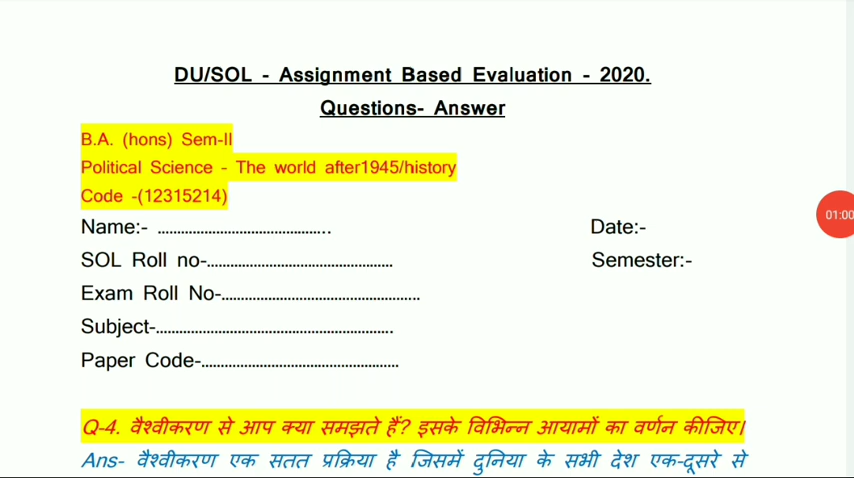 DU/SOL - Assignment Based Evaluation - 2020.
Questions- Answer
B.A. (hons) Sem-II
Political Science - The world after1945/history
Code -(12315214)
01:00
Name:- ............................................. Date:-
SOL Roll no-................................................ Semester:-
Exam Roll No-...................................................
Subject-.............................................................
Paper Code-...................................................
Q-4. वैश्वीकरण से आप क्या समझते हैं? इसके विभिन्न आयामों का वर्णन कीजिए।
Ans- वैश्वीकरण एक सतत प्रक्रिया है जिसमें दुनिया के सभी देश एक-दूसरे से